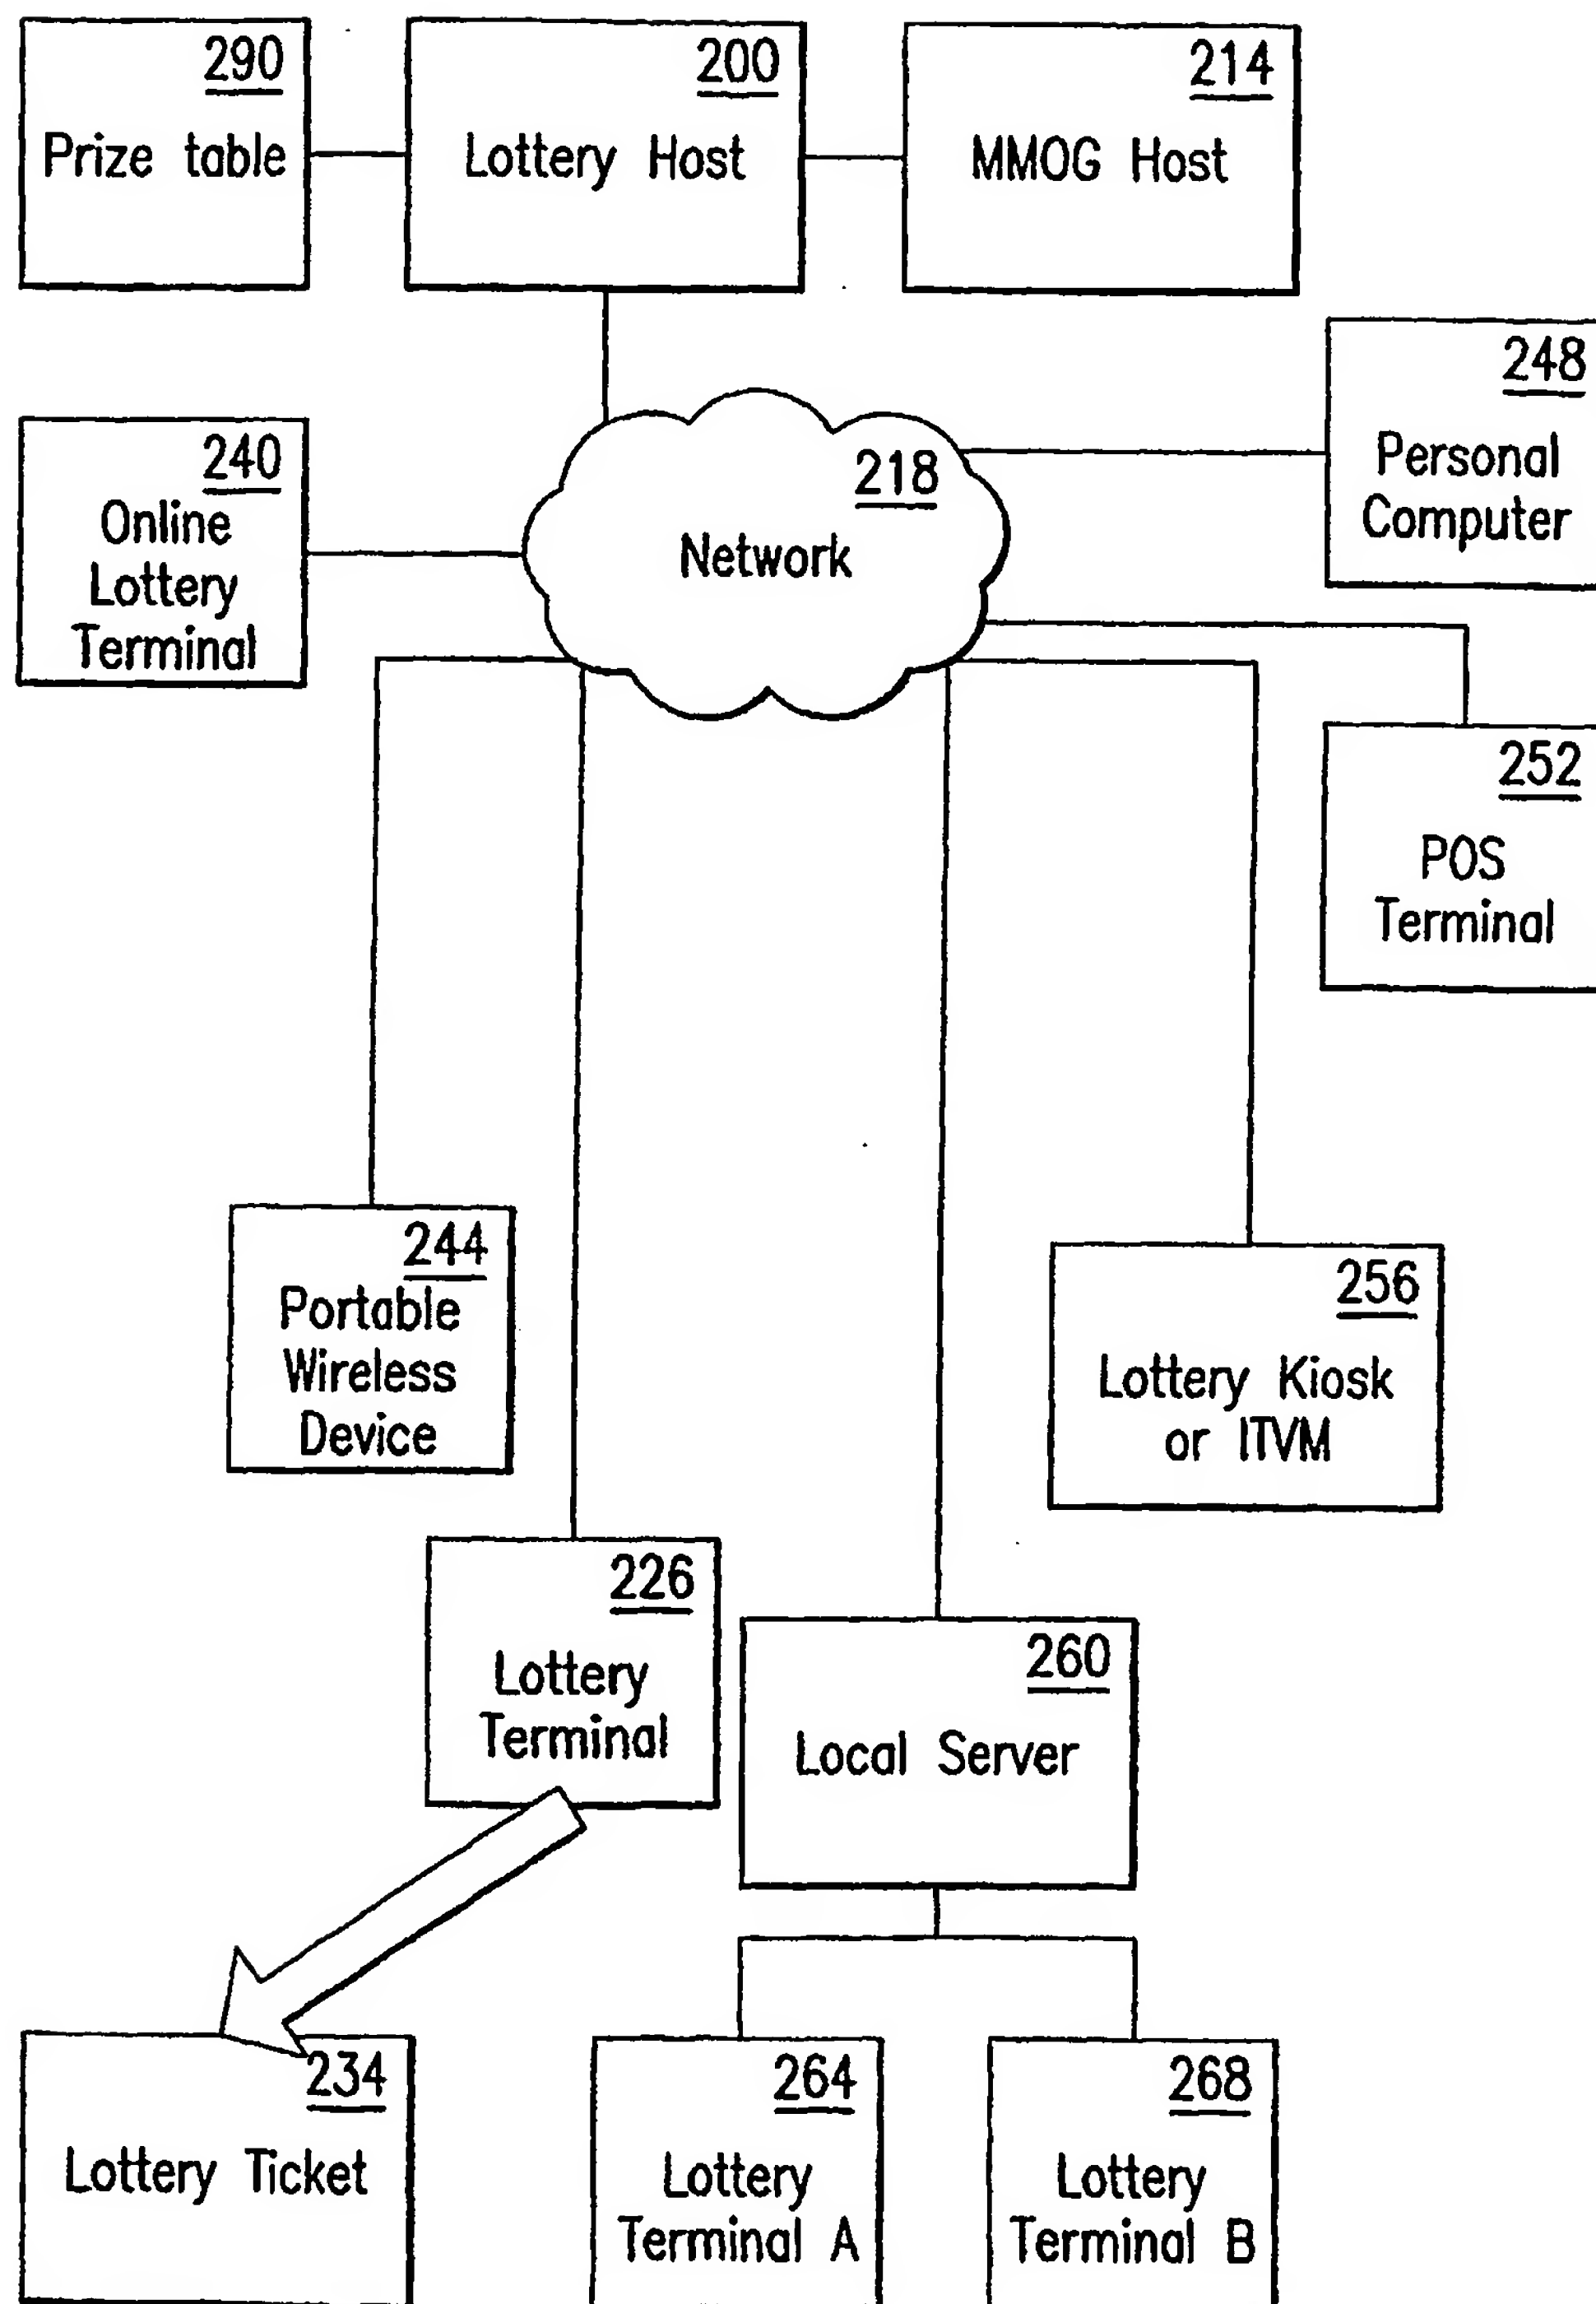 290
Prize table
200
Lottery Host
214
MMOG Host
248
Personal
Computer
240
Online
Lottery
Terminal
218
Network
252
POS
Terminal
244
Portable
Wireless
Device
256
Lottery Kiosk
or ITVM
226
Lottery
Terminal
260
Local Server
234
Lottery Ticket
264
Lottery
Terminal A
268
Lottery
Terminal B